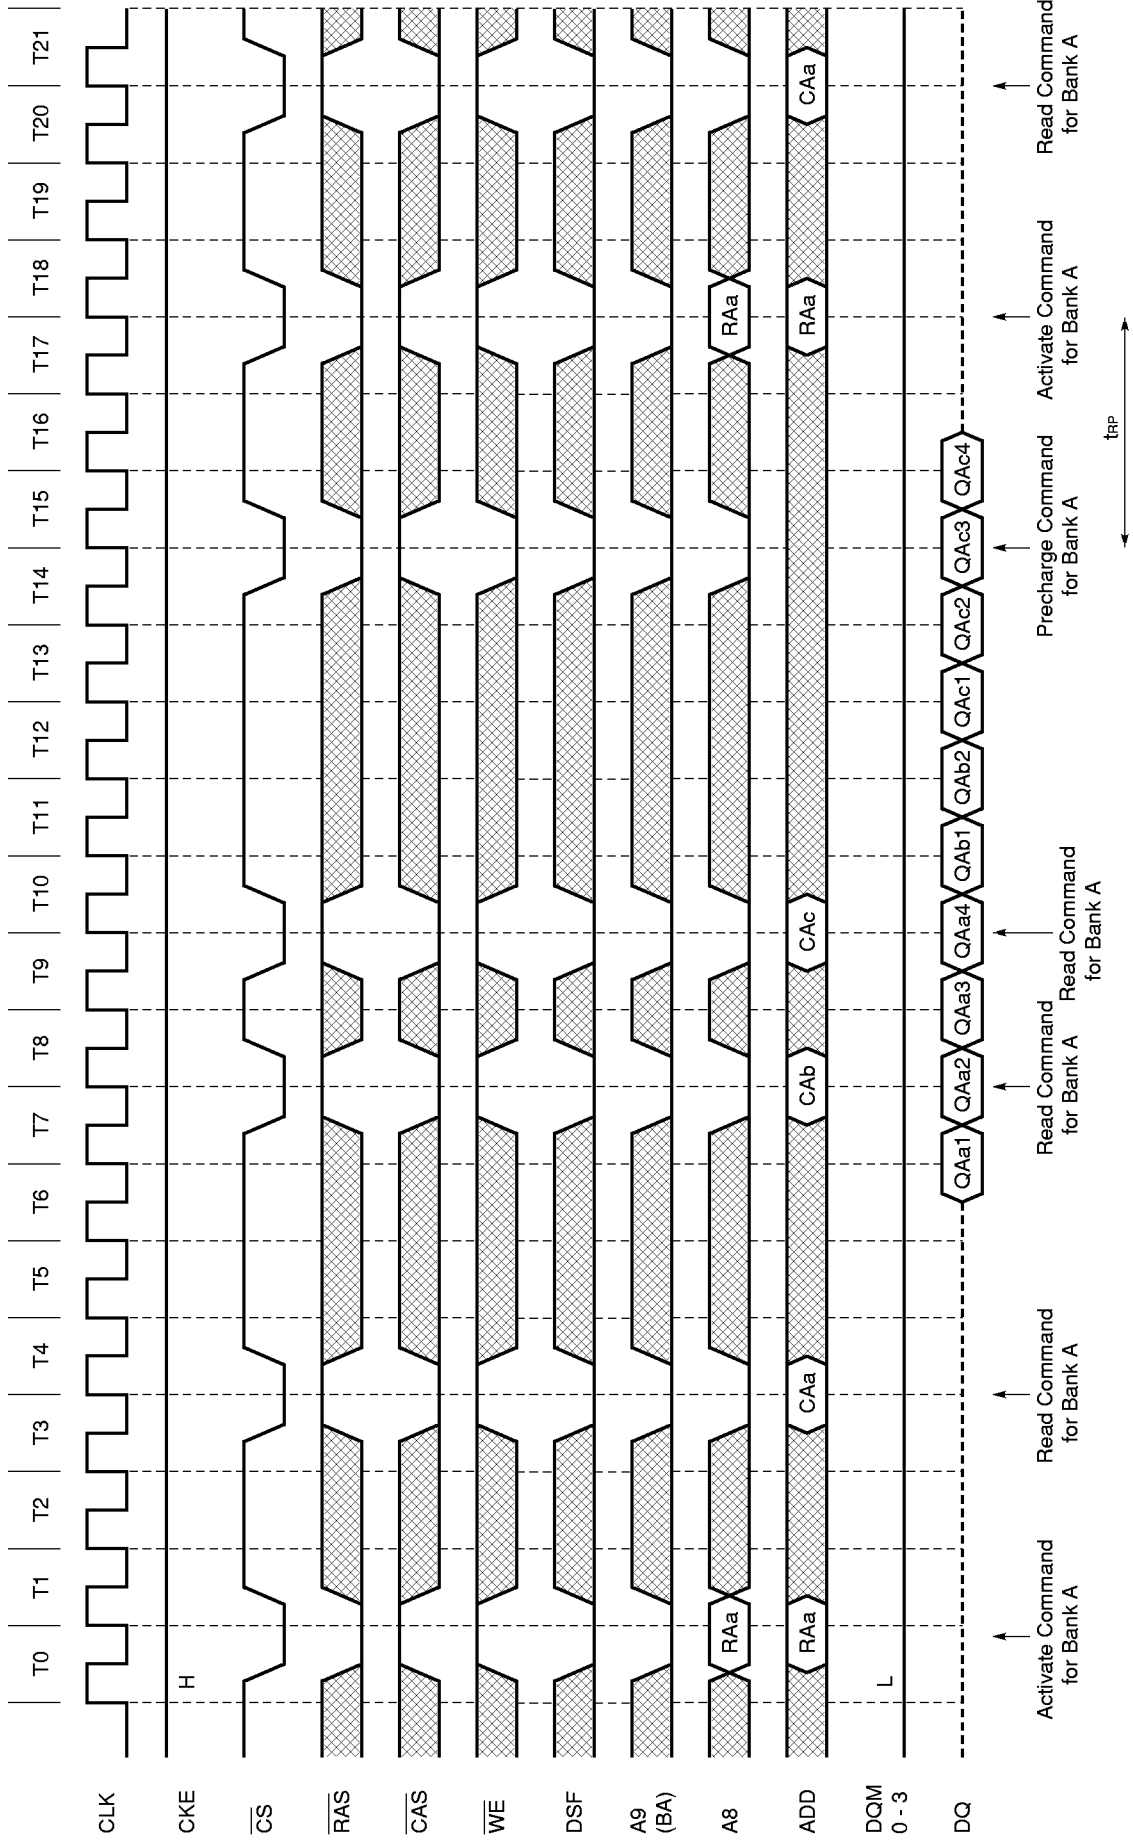 T0 T1 T2 T3 T4 T5 T6 T7 T8 T9 T10 T11 T12 T13 T14 T15 T16 T17 T18 T19 T20 T21
CLK
CKE
H
CS
RAS
CAS
WE
DSF
A9
(BA)
A8
RAa RAa
ADD
RAa CAa CAb CAc RAa CAa
DQM
0 - 3
L
DQ
QAa1 QAa2 QAa3 QAa4 QAb1 QAb2 QAc1 QAc2 QAc3 QAc4
Activate Command
for Bank A
Read Command
for Bank A
Read Command
for Bank A
Read Command
for Bank A
Precharge Command
for Bank A
Activate Command
for Bank A
Read Command
for Bank A
tRP